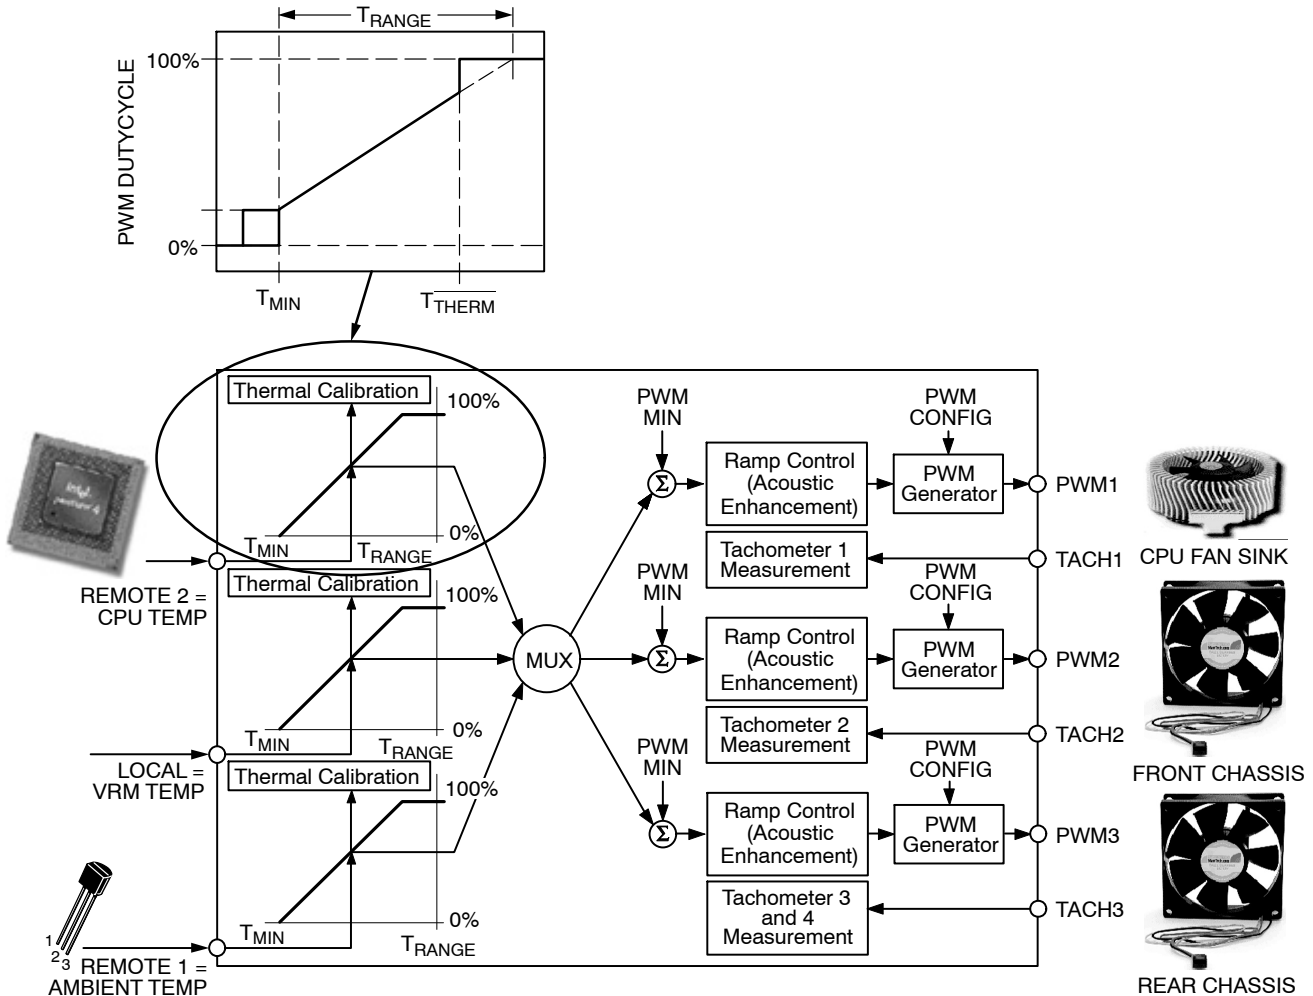 TRANGE
100%
PWM DUTYCYCLE
0%
TMIN
TTHERM
Thermal Calibration
100%
0%
TMIN
TRANGE
REMOTE 2 =
CPU TEMP
Thermal Calibration
100%
0%
TMIN
TRANGE
LOCAL =
VRM TEMP
Thermal Calibration
100%
0%
TMIN
TRANGE
1
2
3
REMOTE 1 =
AMBIENT TEMP
MUX
PWM
MIN
Σ
Ramp Control
(Acoustic
Enhancement)
PWM
CONFIG
PWM
Generator
PWM1
Tachometer 1
Measurement
TACH1
CPU FAN SINK
PWM
MIN
Σ
Ramp Control
(Acoustic
Enhancement)
PWM
CONFIG
PWM
Generator
PWM2
Tachometer 2
Measurement
TACH2
FRONT CHASSIS
PWM
MIN
Σ
Ramp Control
(Acoustic
Enhancement)
PWM
CONFIG
PWM
Generator
PWM3
Tachometer 3
and 4
Measurement
TACH3
REAR CHASSIS